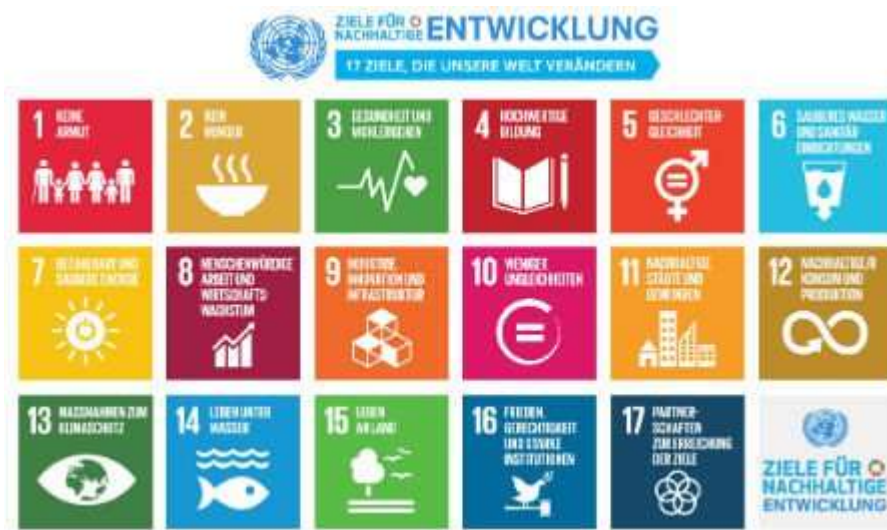 ZIELE FÜR
NACHHALTIGE ENTWICKLUNG
17 ZIELE, DIE UNSERE WELT VERÄNDERN
1 KEINE
ARMUT
2 KEIN
HUNGER
3 GESUNDHEIT UND
WOHLERGEHEN
4 HOCHWERTIGE
BILDUNG
5 GESCHLECHTER-
GLEICHHEIT
6 SAUBERES WASSER
UND SANITÄR-
EINRICHTUNGEN
7 BEZAHLBARE UND
SAUBERE ENERGIE
8 MENSCHENWÜRDIGE
ARBEIT UND
WIRTSCHAFTS-
WACHSTUM
9 INDUSTRIE,
INNOVATION UND
INFRASTRUKTUR
10 WENIGER
UNGLEICHHEITEN
11 NACHHALTIGE
STÄDTE UND
GEMEINDEN
12 NACHHALTIGE/R
KONSUM UND
PRODUKTION
13 MASSNAHMEN ZUM
KLIMASCHUTZ
14 LEBEN UNTER
WASSER
15 LEBEN
AN LAND
16 FRIEDEN,
GERECHTIGKEIT
UND STARKE
INSTITUTIONEN
17 PARTNER-
SCHAFTEN
ZUR ERREICHUNG
DER ZIELE
ZIELE FÜR
NACHHALTIGE
ENTWICKLUNG